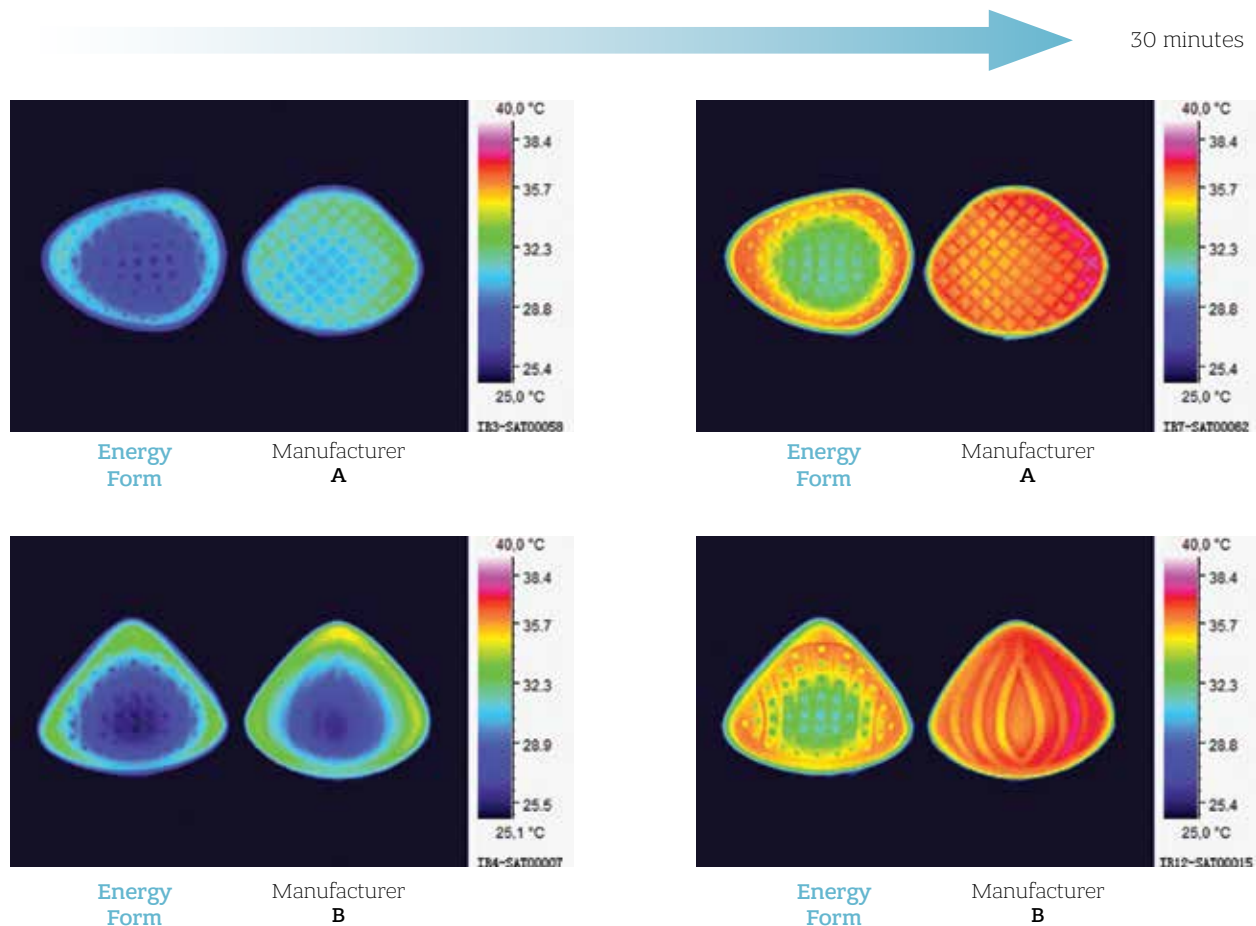 30 minutes
40,0 °C
38.4
35.7
32.3
28.8
25.4
25,0 °C
IR3-SAT00058
40,0 °C
38.4
35.7
32.3
28.8
25.4
25,0 °C
IR7-SAT00062
Energy
Form
Manufacturer
A
Energy
Form
Manufacturer
A
40,0 °C
38.4
35.7
32.3
28.9
25.5
25,1 °C
IR4-SAT00007
40,0 °C
38.4
35.7
32.3
28.8
25.4
25,0 °C
IR12-SAT00015
Energy
Form
Manufacturer
B
Energy
Form
Manufacturer
B